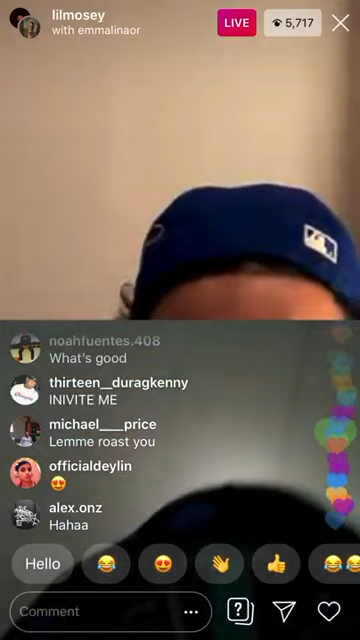 lilmosey
with emmalinaor
LIVE
5,717
noahfuentes.408
What's good
thirteen__duragkenny
INIVITE ME
michael___price
Lemme roast you
officialdeylin
😍
alex.onz
Hahaa
Hello
Comment